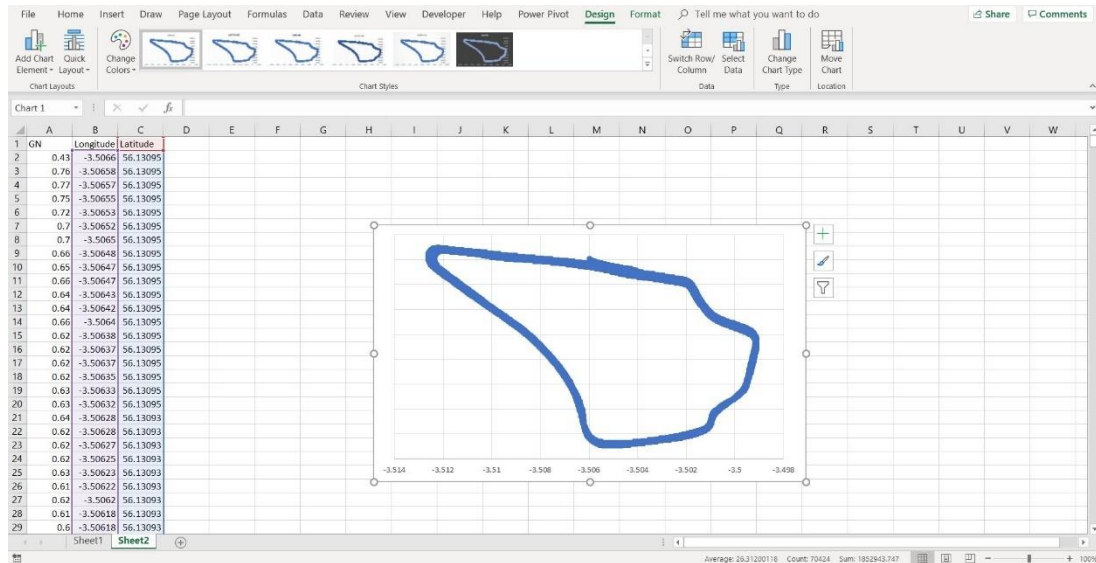 File Home Insert Draw Page Layout Formulas Data Review View Developer Help Power Pivot Design Format Tell me what you want to do Share Comments
Add Chart Element Quick Layout Change Colors Switch Row/ Column Select Data Change Chart Type Move Chart
Chart Layouts Chart Styles Data Type Location
Chart 1 fx
A B C D E F G H I J K L M N O P Q R S T U V W
1 GN Longitude Latitude
2 0.43 -3.5066 56.13095
3 0.76 -3.50658 56.13095
4 0.77 -3.50657 56.13095
5 0.75 -3.50655 56.13095
6 0.72 -3.50653 56.13095
7 0.7 -3.50652 56.13095
8 0.7 -3.5065 56.13095
9 0.66 -3.50648 56.13095
10 0.65 -3.50647 56.13095
11 0.66 -3.50647 56.13095
12 0.64 -3.50643 56.13095
13 0.64 -3.50642 56.13095
14 0.66 -3.5064 56.13095
15 0.62 -3.50638 56.13095
16 0.62 -3.50637 56.13095
17 0.62 -3.50637 56.13095
18 0.62 -3.50635 56.13095
19 0.63 -3.50633 56.13095
20 0.63 -3.50632 56.13095
21 0.64 -3.50628 56.13093
22 0.62 -3.50628 56.13093
23 0.62 -3.50627 56.13093
24 0.62 -3.50625 56.13093
25 0.63 -3.50623 56.13093
26 0.61 -3.50622 56.13093
27 0.62 -3.5062 56.13093
28 0.61 -3.50618 56.13093
29 0.6 -3.50618 56.13093
-3.514 -3.512 -3.51 -3.508 -3.506 -3.504 -3.502 -3.5 -3.498
Sheet1 Sheet2
Average: 26.31200118 Count: 70424 Sum: 1852943.747 100%